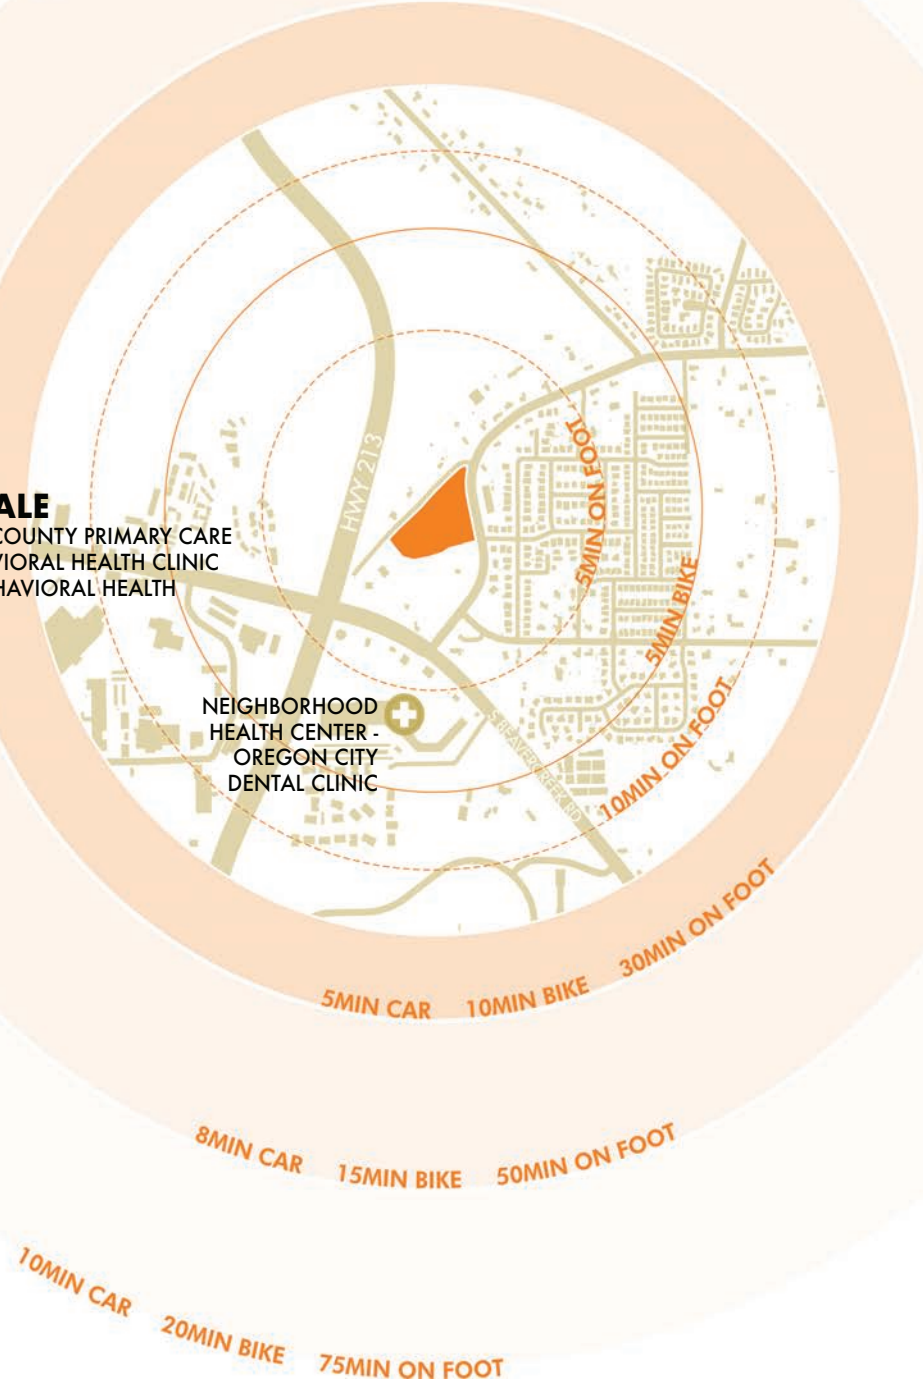 HWY 213
5MIN ON FOOT
ALE
COUNTY PRIMARY CARE
VIORAL HEALTH CLINIC
HAVIORAL HEALTH
5MIN BIKE
NEIGHBORHOOD
HEALTH CENTER -
OREGON CITY
DENTAL CLINIC
S BEAVERCREEK RD
10MIN ON FOOT
5MIN CAR 10MIN BIKE 30MIN ON FOOT
8MIN CAR 15MIN BIKE 50MIN ON FOOT
10MIN CAR 20MIN BIKE 75MIN ON FOOT